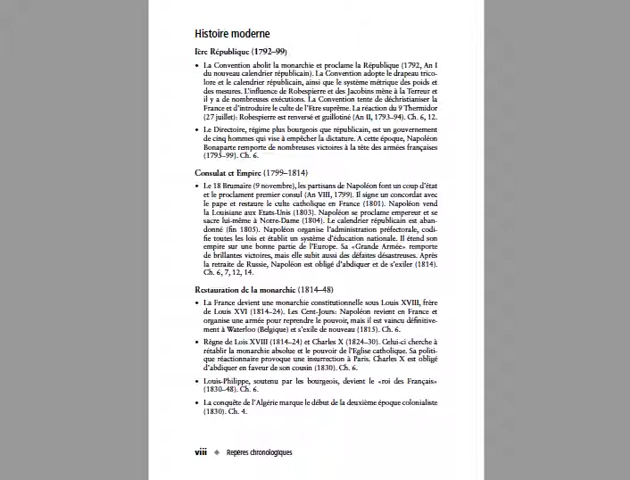 Histoire moderne
Ière République (1792–99)
• La Convention abolit la monarchie et proclame la République (1792, An I
du nouveau calendrier républicain). La Convention adopte le drapeau trico-
lore et le calendrier républicain, ainsi que le système métrique des poids et
des mesures. L'influence de Robespierre et des Jacobins mène à la Terreur et
il y a de nombreuses exécutions. La Convention tente de déchristianiser la
France et d'introduire le culte de l'Etre suprême. La réaction du 9 Thermidor
(27 juillet): Robespierre est renversé et guillotiné (An II, 1793–94). Ch. 6, 12.
• Le Directoire, régime plus bourgeois que républicain, est un gouvernement
de cinq hommes qui vise à empêcher la dictature. A cette époque, Napoléon
Bonaparte remporte de nombreuses victoires à la tête des armées françaises
(1795–99). Ch. 6.
Consulat et Empire (1799–1814)
• Le 18 Brumaire (9 novembre), les partisans de Napoléon font un coup d'état
et le proclament premier consul (An VIII, 1799). Il signe un concordat avec
le pape et restaure le culte catholique en France (1801). Napoléon vend
la Louisiane aux Etats-Unis (1803). Napoléon se proclame empereur et se
sacre lui-même à Notre-Dame (1804). Le calendrier républicain est aban-
donné (fin 1805). Napoléon organise l'administration préfectorale, codi-
fie toutes les lois et établit un système d'éducation nationale. Il étend son
empire sur une bonne partie de l'Europe. Sa «Grande Armée» remporte
de brillantes victoires, mais elle subit aussi des défaites désastreuses. Après
la retraite de Russie, Napoléon est obligé d'abdiquer et de s'exiler (1814).
Ch. 6, 7, 12, 14.
Restauration de la monarchie (1814–48)
• La France devient une monarchie constitutionnelle sous Louis XVIII, frère
de Louis XVI (1814–24). Les Cent-Jours: Napoléon revient en France et
organise une armée pour reprendre le pouvoir, mais il est vaincu définitive-
ment à Waterloo (Belgique) et s'exile de nouveau (1815). Ch. 6.
• Règne de Lois XVIII (1814–24) et Charles X (1824–30). Celui-ci cherche à
rétablir la monarchie absolue et le pouvoir de l'Eglise catholique. Sa politi-
que réactionnaire provoque une insurrection à Paris. Charles X est obligé
d'abdiquer en faveur de son cousin (1830). Ch. 6.
• Louis-Philippe, soutenu par les bourgeois, devient le «roi des Français»
(1830–48). Ch. 6.
• La conquête de l'Algérie marque le début de la deuxième époque colonialiste
(1830). Ch. 4.
viii ◆ Repères chronologiques